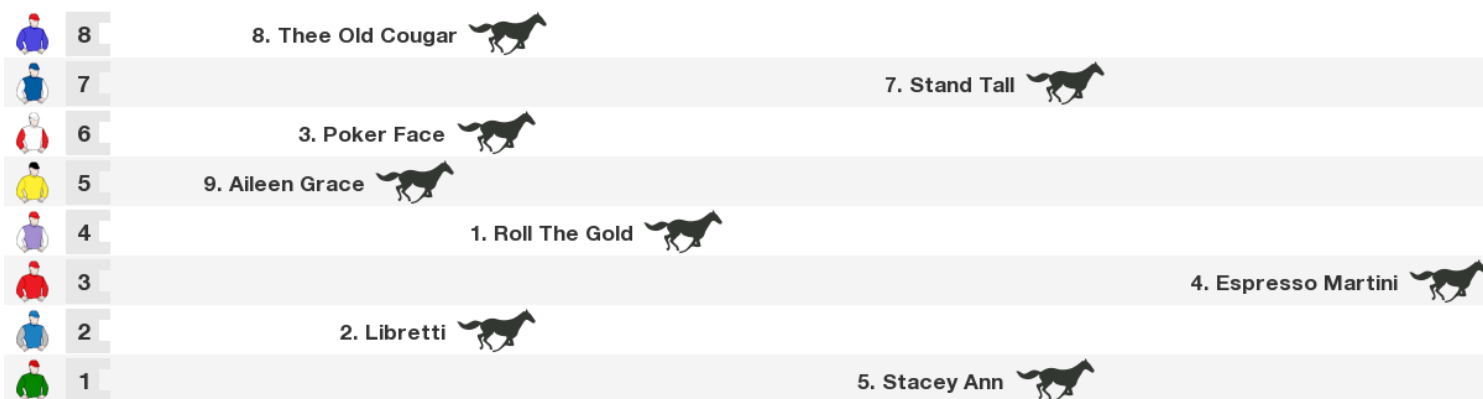 8 8. Thee Old Cougar
7 7. Stand Tall
6 3. Poker Face
5 9. Aileen Grace
4 1. Roll The Gold
3 4. Espresso Martini
2 2. Libretti
1 5. Stacey Ann